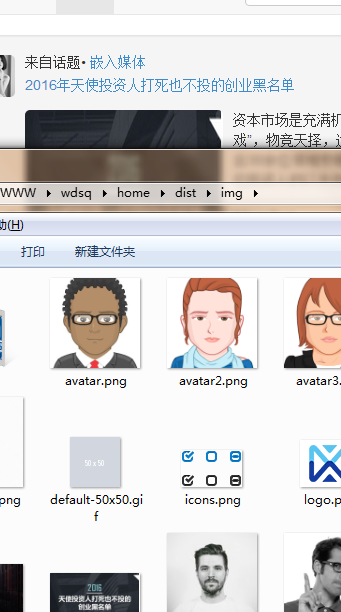 来自话题• 嵌入媒体
2016年天使投资人打死也不投的创业黑名单
资本市场是充满机
戏”，物竞天择，适
WWW ▸ wdsq ▸ home ▸ dist ▸ img ▸
助(H)
打印 新建文件夹
avatar.png avatar2.png avatar3.
50 x 50
png default-50x50.gif icons.png logo.p
2016
天使投资人打死也不投的
创业黑名单